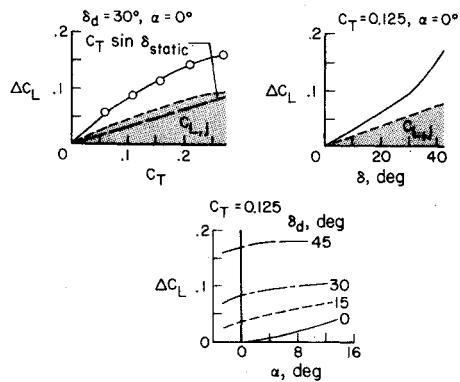 δd = 30°, α = 0°
CT sin δstatic
.2
.1
0
ΔCL
CL,j
.1
.2
CT
CT = 0.125, α = 0°
.2
.1
0
ΔCL
CL,j
20
40
δ, deg
CT = 0.125
δd, deg
.2
.1
0
ΔCL
45
30
15
0
0
8
16
α, deg